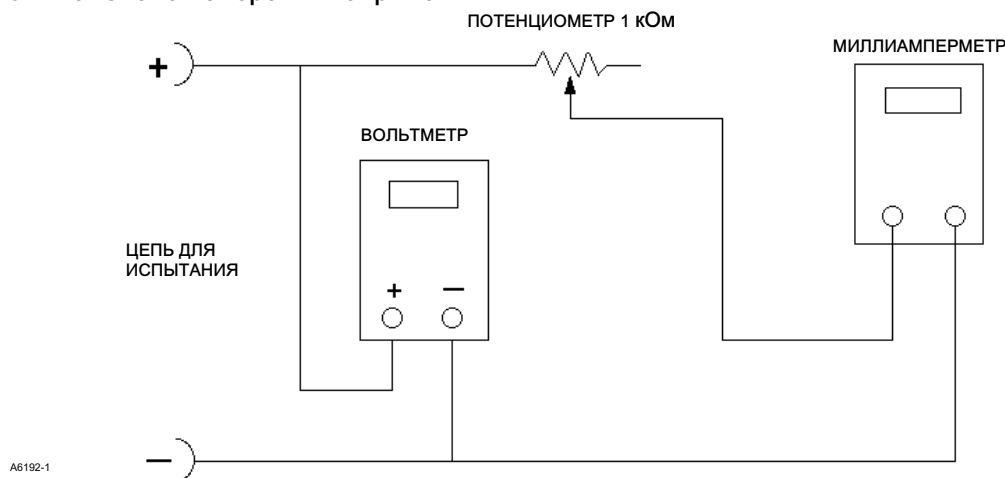 ПОТЕНЦИОМЕТР 1 кОм
МИЛЛИАМПЕРМЕТР
+
ВОЛЬТМЕТР
ЦЕПЬ ДЛЯ
ИСПЫТАНИЯ
+ —
—
A6192-1